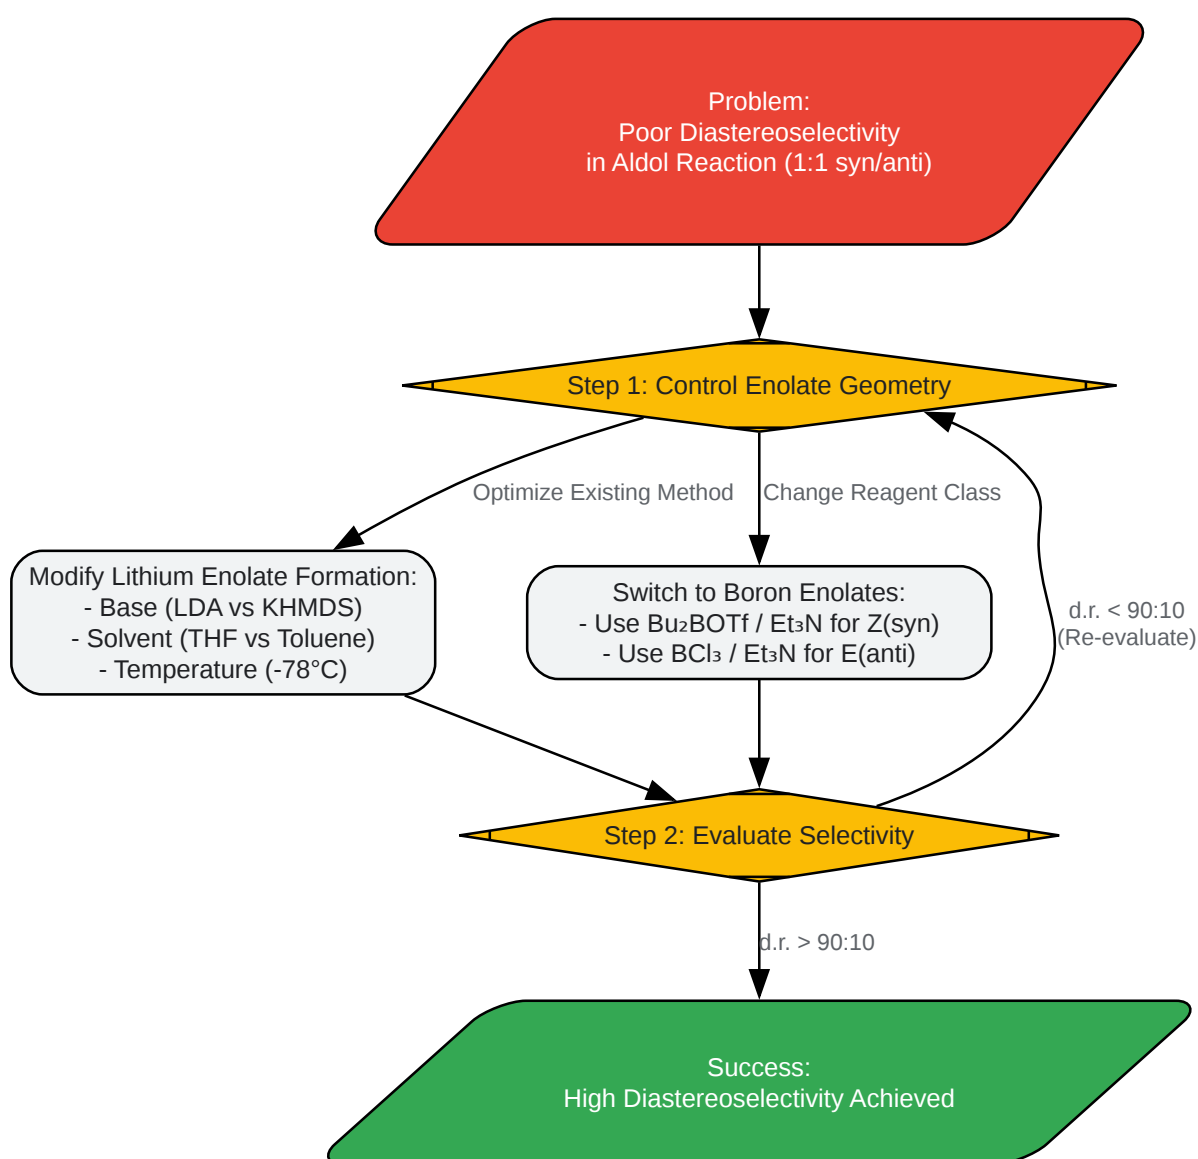 Problem:
Poor Diastereoselectivity
in Aldol Reaction (1:1 syn/anti)
Step 1: Control Enolate Geometry
Optimize Existing Method
Change Reagent Class
Modify Lithium Enolate Formation:
- Base (LDA vs KHMDS)
- Solvent (THF vs Toluene)
- Temperature (-78°C)
Switch to Boron Enolates:
- Use Bu₂BOTf / Et₃N for Z(syn)
- Use BCl₃ / Et₃N for E(anti)
d.r. < 90:10
(Re-evaluate)
Step 2: Evaluate Selectivity
d.r. > 90:10
Success:
High Diastereoselectivity Achieved